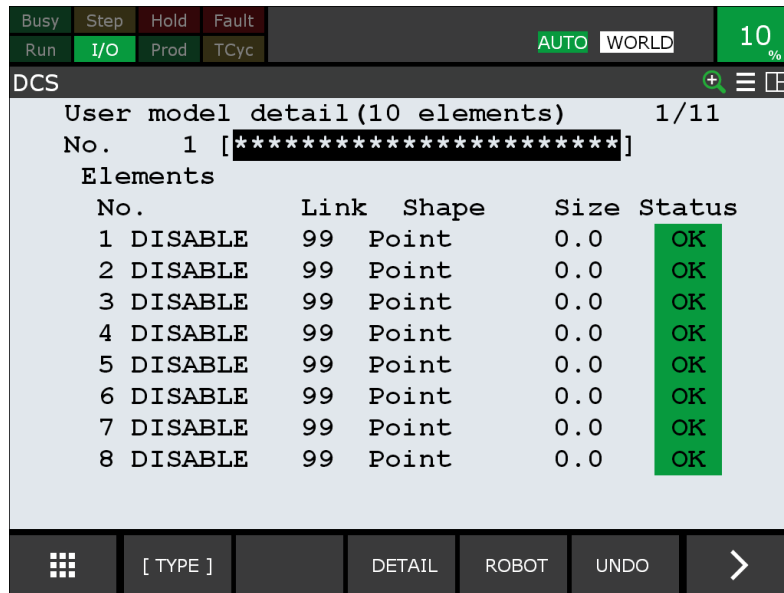 Busy Step Hold Fault
Run I/O Prod TCyc AUTO WORLD 10 %
DCS
User model detail(10 elements) 1/11
No. 1 [***********************]
Elements
No. Link Shape Size Status
1 DISABLE 99 Point 0.0 OK
2 DISABLE 99 Point 0.0 OK
3 DISABLE 99 Point 0.0 OK
4 DISABLE 99 Point 0.0 OK
5 DISABLE 99 Point 0.0 OK
6 DISABLE 99 Point 0.0 OK
7 DISABLE 99 Point 0.0 OK
8 DISABLE 99 Point 0.0 OK
[ TYPE ] DETAIL ROBOT UNDO >